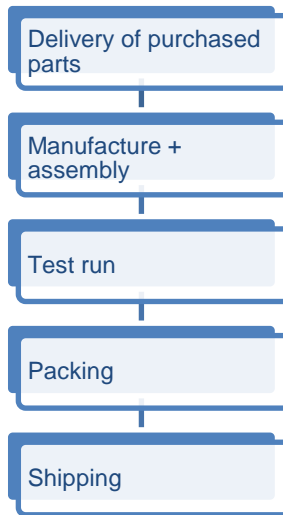 Delivery of purchased
parts
Manufacture +
assembly
Test run
Packing
Shipping